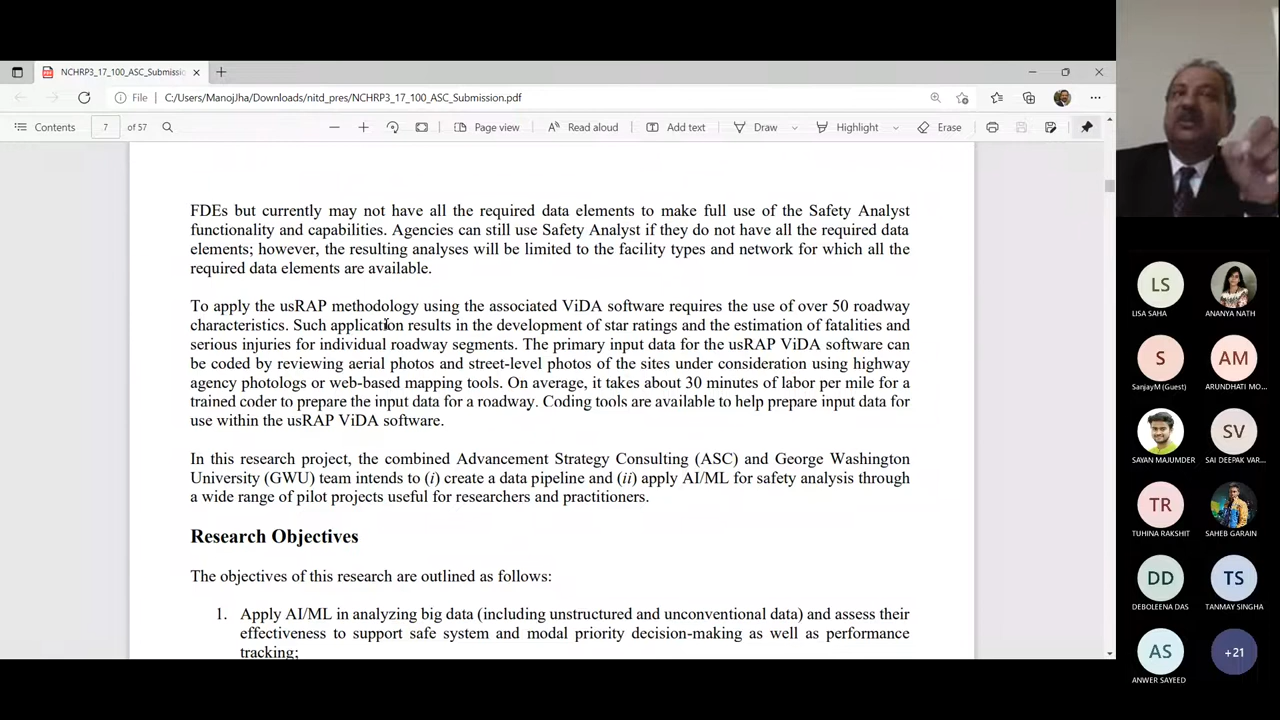 NCHRP3_17_100_ASC_Submissio
File C:/Users/ManojJha/Downloads/nitd_pres/NCHRP3_17_100_ASC_Submission.pdf
Contents 7 of 57 Page view Read aloud Add text Draw Highlight Erase
FDEs but currently may not have all the required data elements to make full use of the Safety Analyst
functionality and capabilities. Agencies can still use Safety Analyst if they do not have all the required data
elements; however, the resulting analyses will be limited to the facility types and network for which all the
required data elements are available.
To apply the usRAP methodology using the associated ViDA software requires the use of over 50 roadway
characteristics. Such application results in the development of star ratings and the estimation of fatalities and
serious injuries for individual roadway segments. The primary input data for the usRAP ViDA software can
be coded by reviewing aerial photos and street-level photos of the sites under consideration using highway
agency photologs or web-based mapping tools. On average, it takes about 30 minutes of labor per mile for a
trained coder to prepare the input data for a roadway. Coding tools are available to help prepare input data for
use within the usRAP ViDA software.
In this research project, the combined Advancement Strategy Consulting (ASC) and George Washington
University (GWU) team intends to (i) create a data pipeline and (ii) apply AI/ML for safety analysis through
a wide range of pilot projects useful for researchers and practitioners.
Research Objectives
The objectives of this research are outlined as follows:
1. Apply AI/ML in analyzing big data (including unstructured and unconventional data) and assess their
effectiveness to support safe system and modal priority decision-making as well as performance
tracking;
LS
LISA SAHA ANANYA NATH
S AM
SanjayM (Guest) ARUNDHATI MO...
SV
SAYAN MAJUMDER SAI DEEPAK VAR...
TR
TUHINA RAKSHIT SAHEB GARAIN
DD TS
DEBOLEENA DAS TANMAY SINGHA
AS +21
ANWER SAYEED